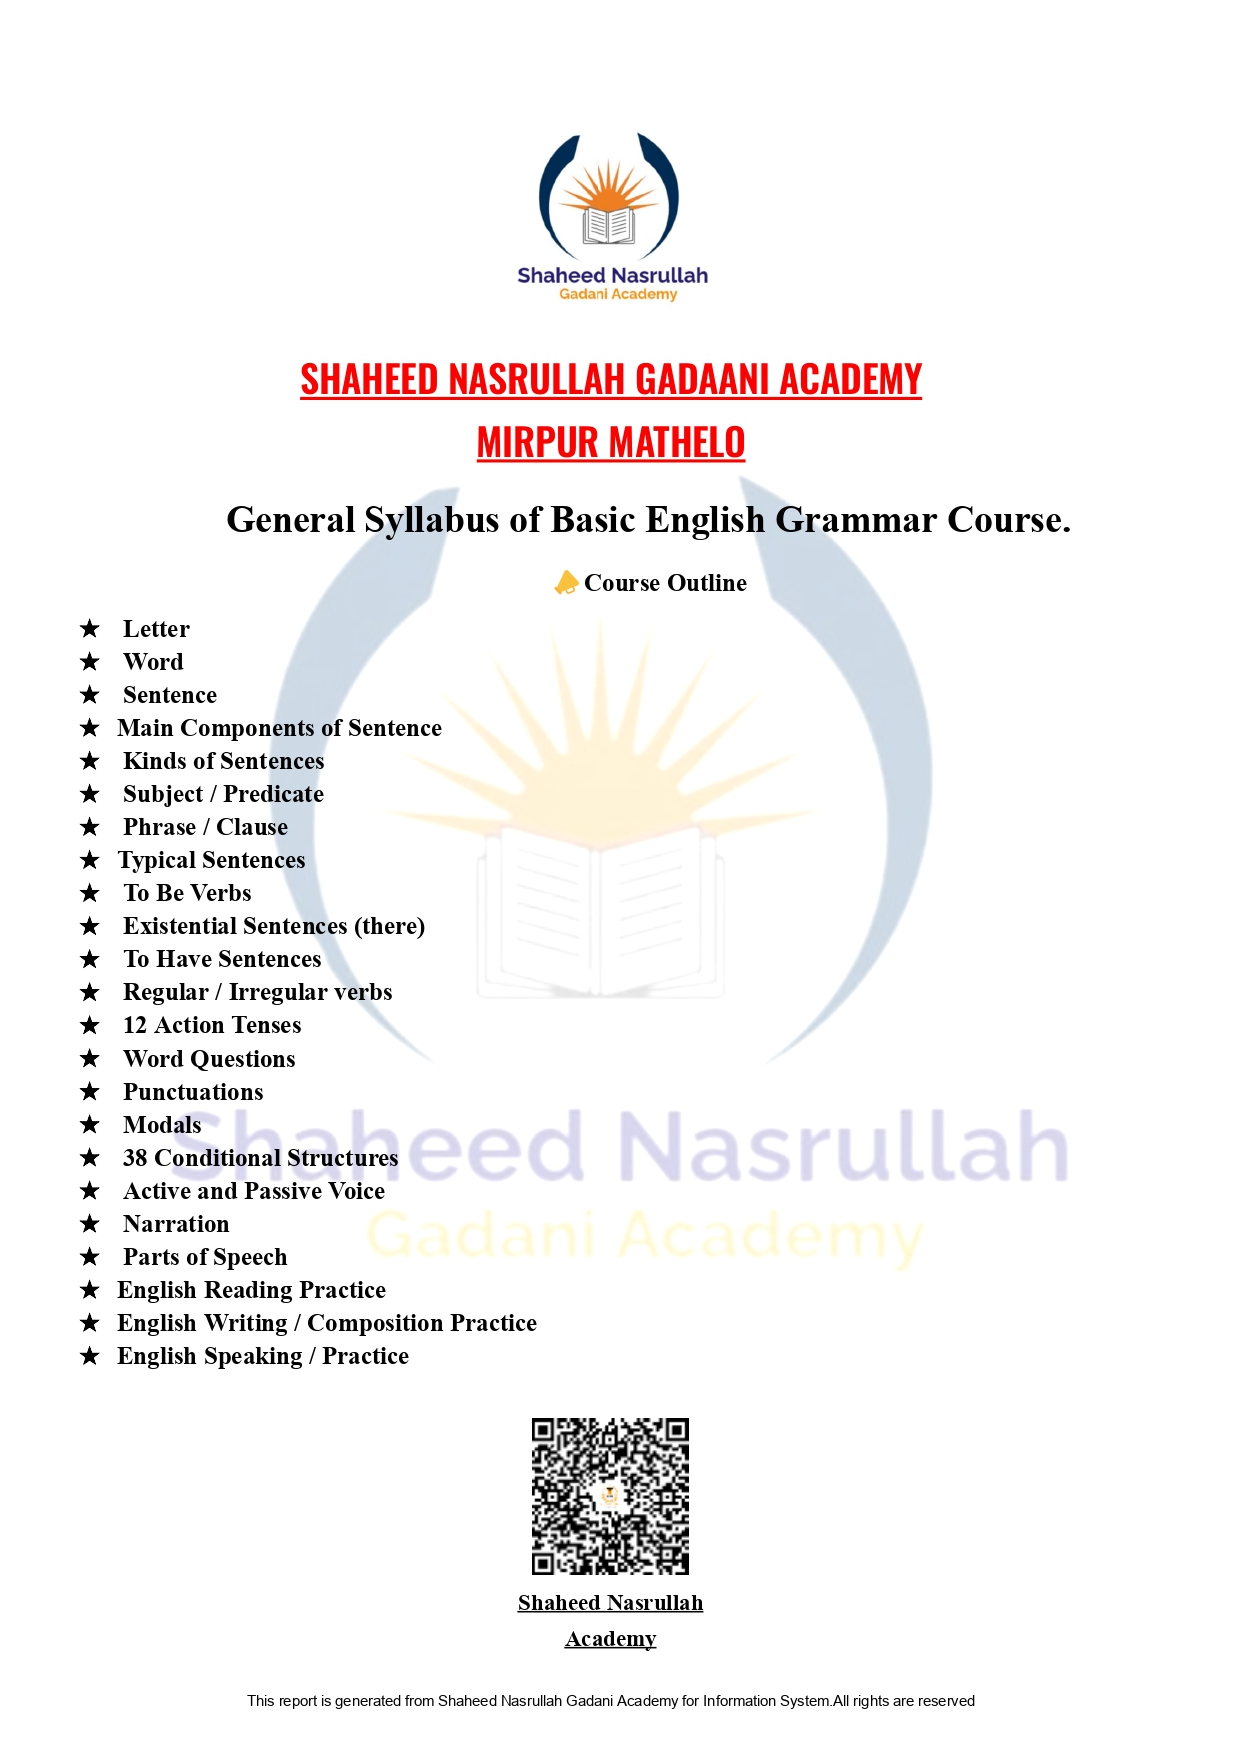 Shaheed Nasrullah
Gadani Academy
SHAHEED NASRULLAH GADAANI ACADEMY
MIRPUR MATHELO
General Syllabus of Basic English Grammar Course.
Course Outline
★ Letter
★ Word
★ Sentence
★ Main Components of Sentence
★ Kinds of Sentences
★ Subject / Predicate
★ Phrase / Clause
★ Typical Sentences
★ To Be Verbs
★ Existential Sentences (there)
★ To Have Sentences
★ Regular / Irregular verbs
★ 12 Action Tenses
★ Word Questions
★ Punctuations
★ Modals
★ 38 Conditional Structures
★ Active and Passive Voice
★ Narration
★ Parts of Speech
★ English Reading Practice
★ English Writing / Composition Practice
★ English Speaking / Practice
Shaheed Nasrullah
Gadani Academy
Shaheed Nasrullah
Academy
This report is generated from Shaheed Nasrullah Gadani Academy for Information System.All rights are reserved